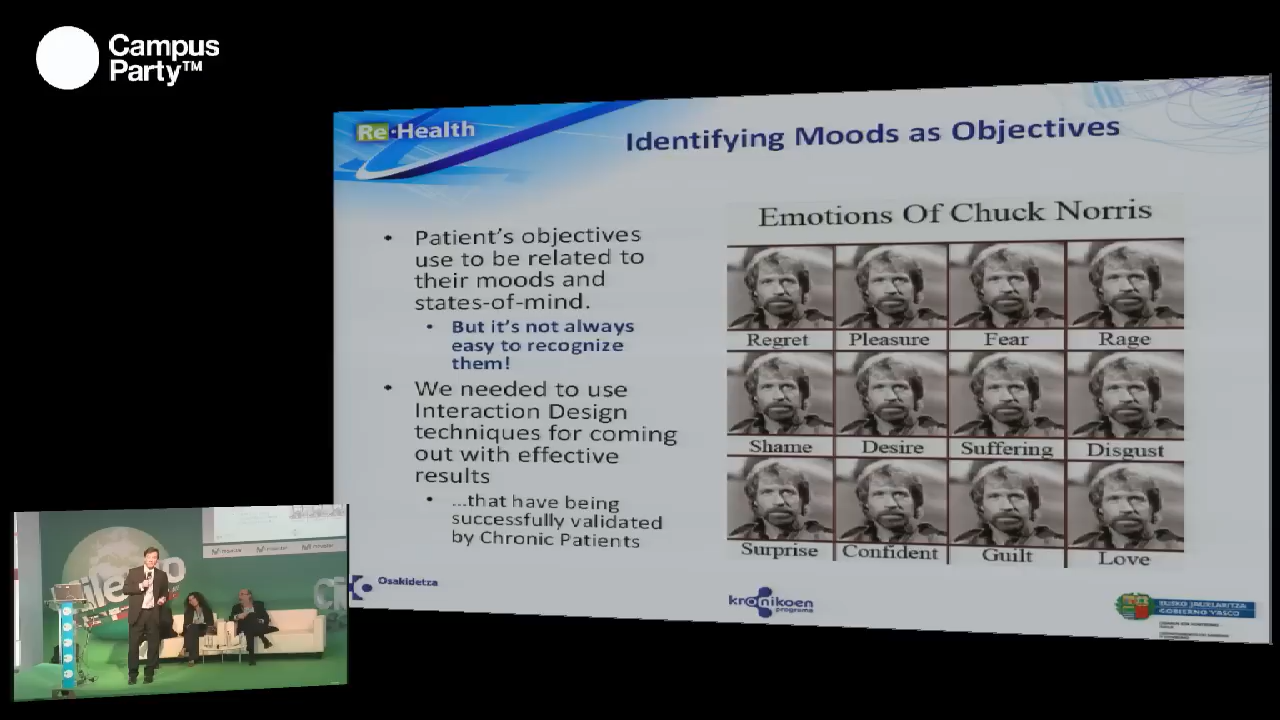 Campus
Party™
Re-Health
Identifying Moods as Objectives
• Patient's objectives
use to be related to
their moods and
states-of-mind.
• But it's not always
easy to recognize
them!
• We needed to use
Interaction Design
techniques for coming
out with effective
results
• ...that have being
successfully validated
by Chronic Patients
Emotions Of Chuck Norris
Regret Pleasure Fear Rage
Shame Desire Suffering Disgust
Surprise Confident Guilt Love
Osakidetza
kronikoen
programa
EUSKO JAURLARITZA
GOBIERNO VASCO